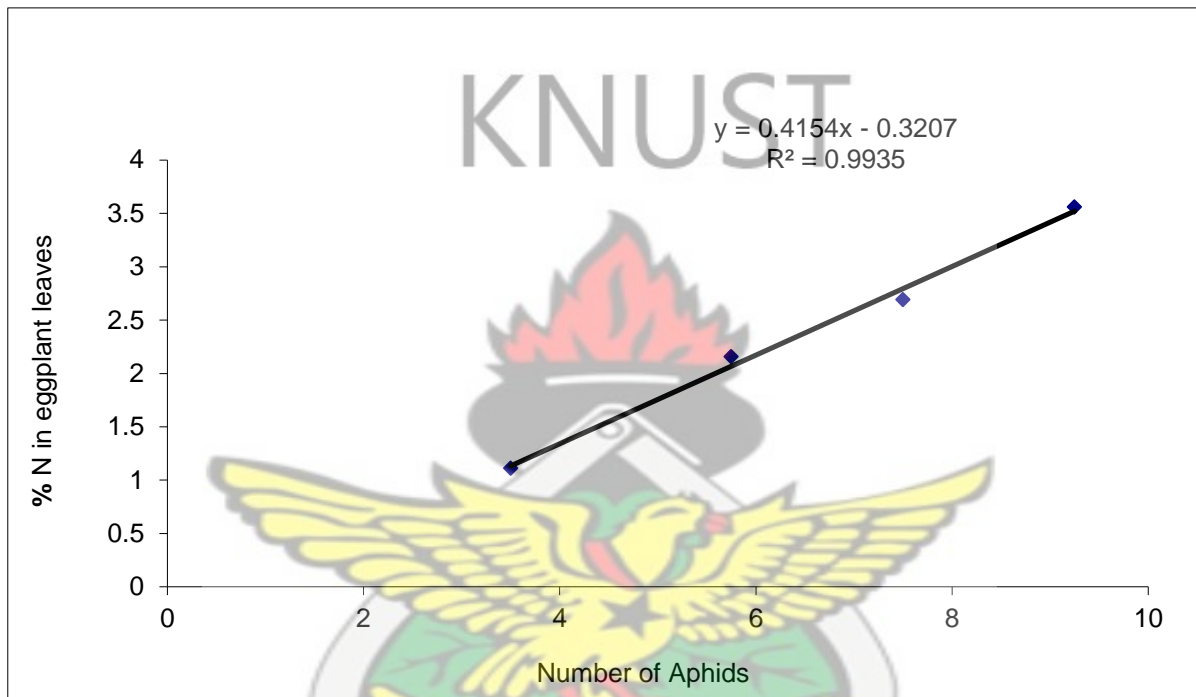 KNUST
y = 0.4154x - 0.3207
R² = 0.9935
4
3.5
3
2.5
2
1.5
1
0.5
0
% N in eggplant leaves
0 2 4 6 8 10
Number of Aphids